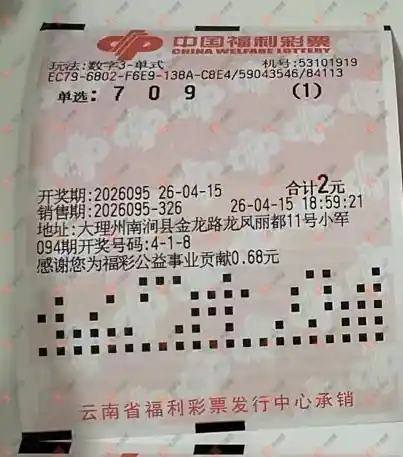 中国福利彩票
CHINA WELFARE LOTTERY
玩法:数字3-单式 机号:53101919
EC79-6802-F6E9-138A-C8E4/59043546/84113
单选: 7 0 9 (1)
开奖期:2026095 26-04-15 合计2元
销售期:2026095-326 26-04-15 18:59:21
地址:大理州南涧县金龙路龙凤丽都11号小军
094期开奖号码:4-1-8
感谢您为福彩公益事业贡献0.68元
云南省福利彩票发行中心承销